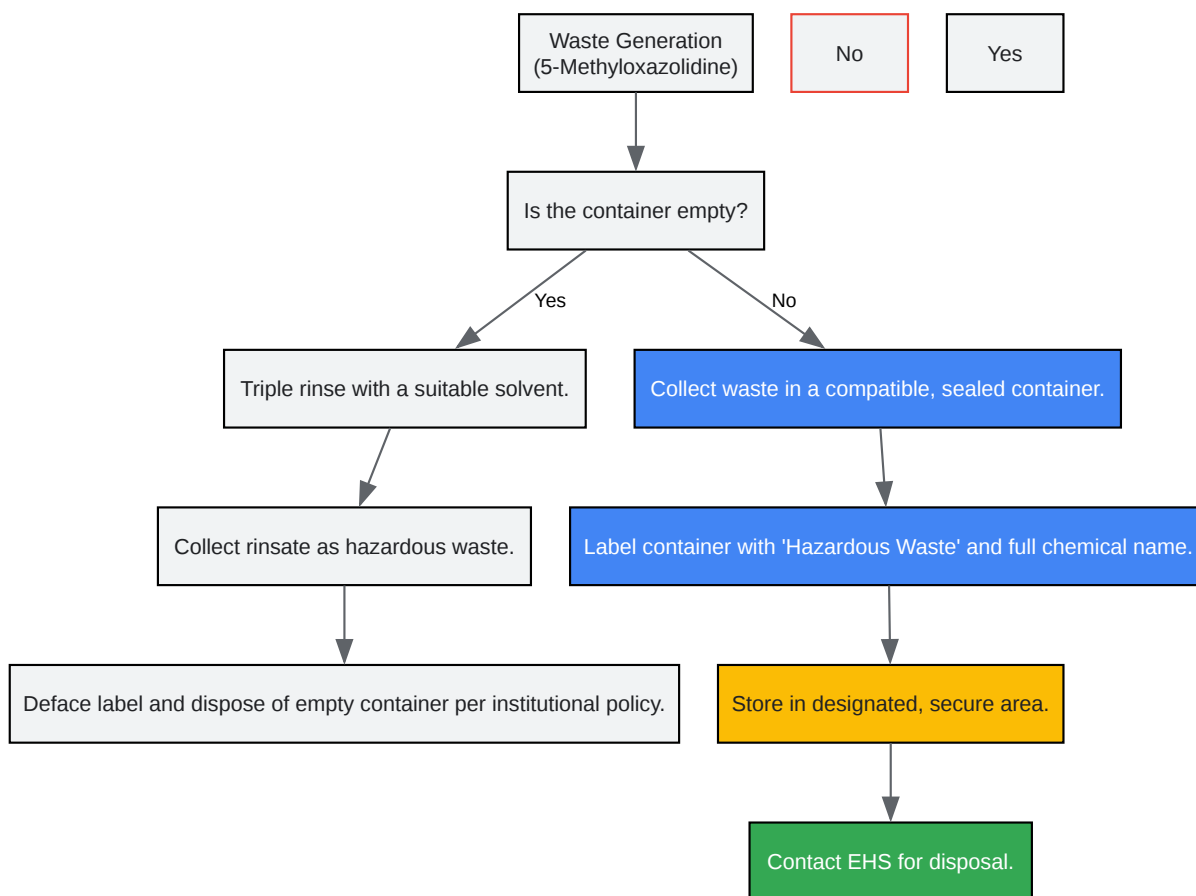 Waste Generation
(5-Methyloxazolidine)
No
Yes
Is the container empty?
Yes
No
Triple rinse with a suitable solvent.
Collect waste in a compatible, sealed container.
Collect rinsate as hazardous waste.
Label container with 'Hazardous Waste' and full chemical name.
Deface label and dispose of empty container per institutional policy.
Store in designated, secure area.
Contact EHS for disposal.